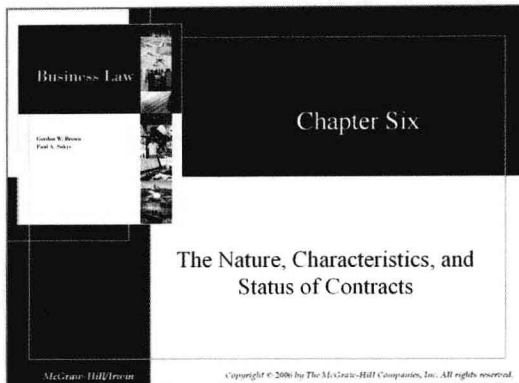 Business Law
Gordon W. Brown
Paul A. Sukys
Chapter Six
The Nature, Characteristics, and
Status of Contracts
McGraw-Hill/Irwin
Copyright © 2006 by The McGraw-Hill Companies, Inc. All rights reserved.